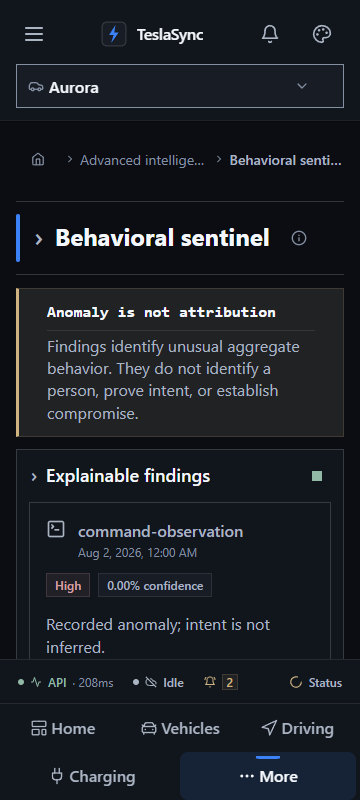 TeslaSync
Aurora
Advanced intellige... Behavioral senti...
Behavioral sentinel
Anomaly is not attribution
Findings identify unusual aggregate
behavior. They do not identify a
person, prove intent, or establish
compromise.
Explainable findings
command-observation
Aug 2, 2026, 12:00 AM
High 0.00% confidence
Recorded anomaly; intent is not
inferred.
API · 208ms Idle 2 Status
Home Vehicles Driving
Charging More